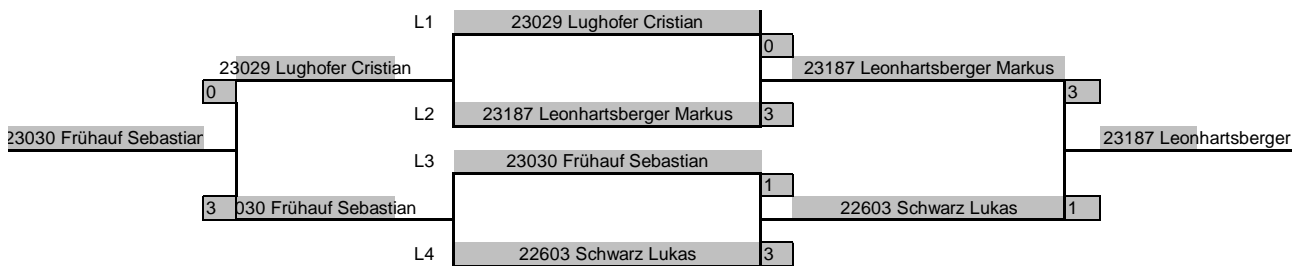 L1 23029 Lughofer Cristian
0
23029 Lughofer Cristian 23187 Leonhartsberger Markus
0 3
L2 23187 Leonhartsberger Markus 3
23030 Frühauf Sebastian 23187 Leonhartsberger
L3 23030 Frühauf Sebastian
1
3 030 Frühauf Sebastian 22603 Schwarz Lukas 1
L4 22603 Schwarz Lukas 3